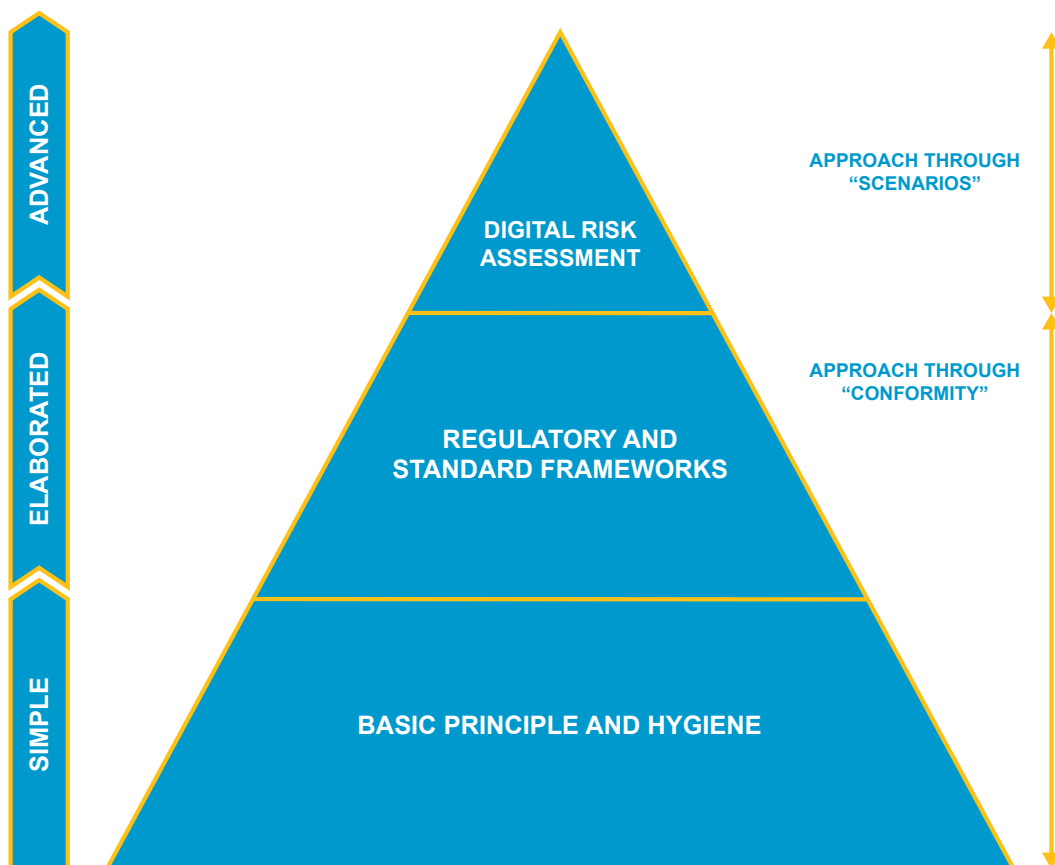 ADVANCED
APPROACH THROUGH
“SCENARIOS”
DIGITAL RISK
ASSESSMENT
ELABORATED
APPROACH THROUGH
“CONFORMITY”
REGULATORY AND
STANDARD FRAMEWORKS
SIMPLE
BASIC PRINCIPLE AND HYGIENE